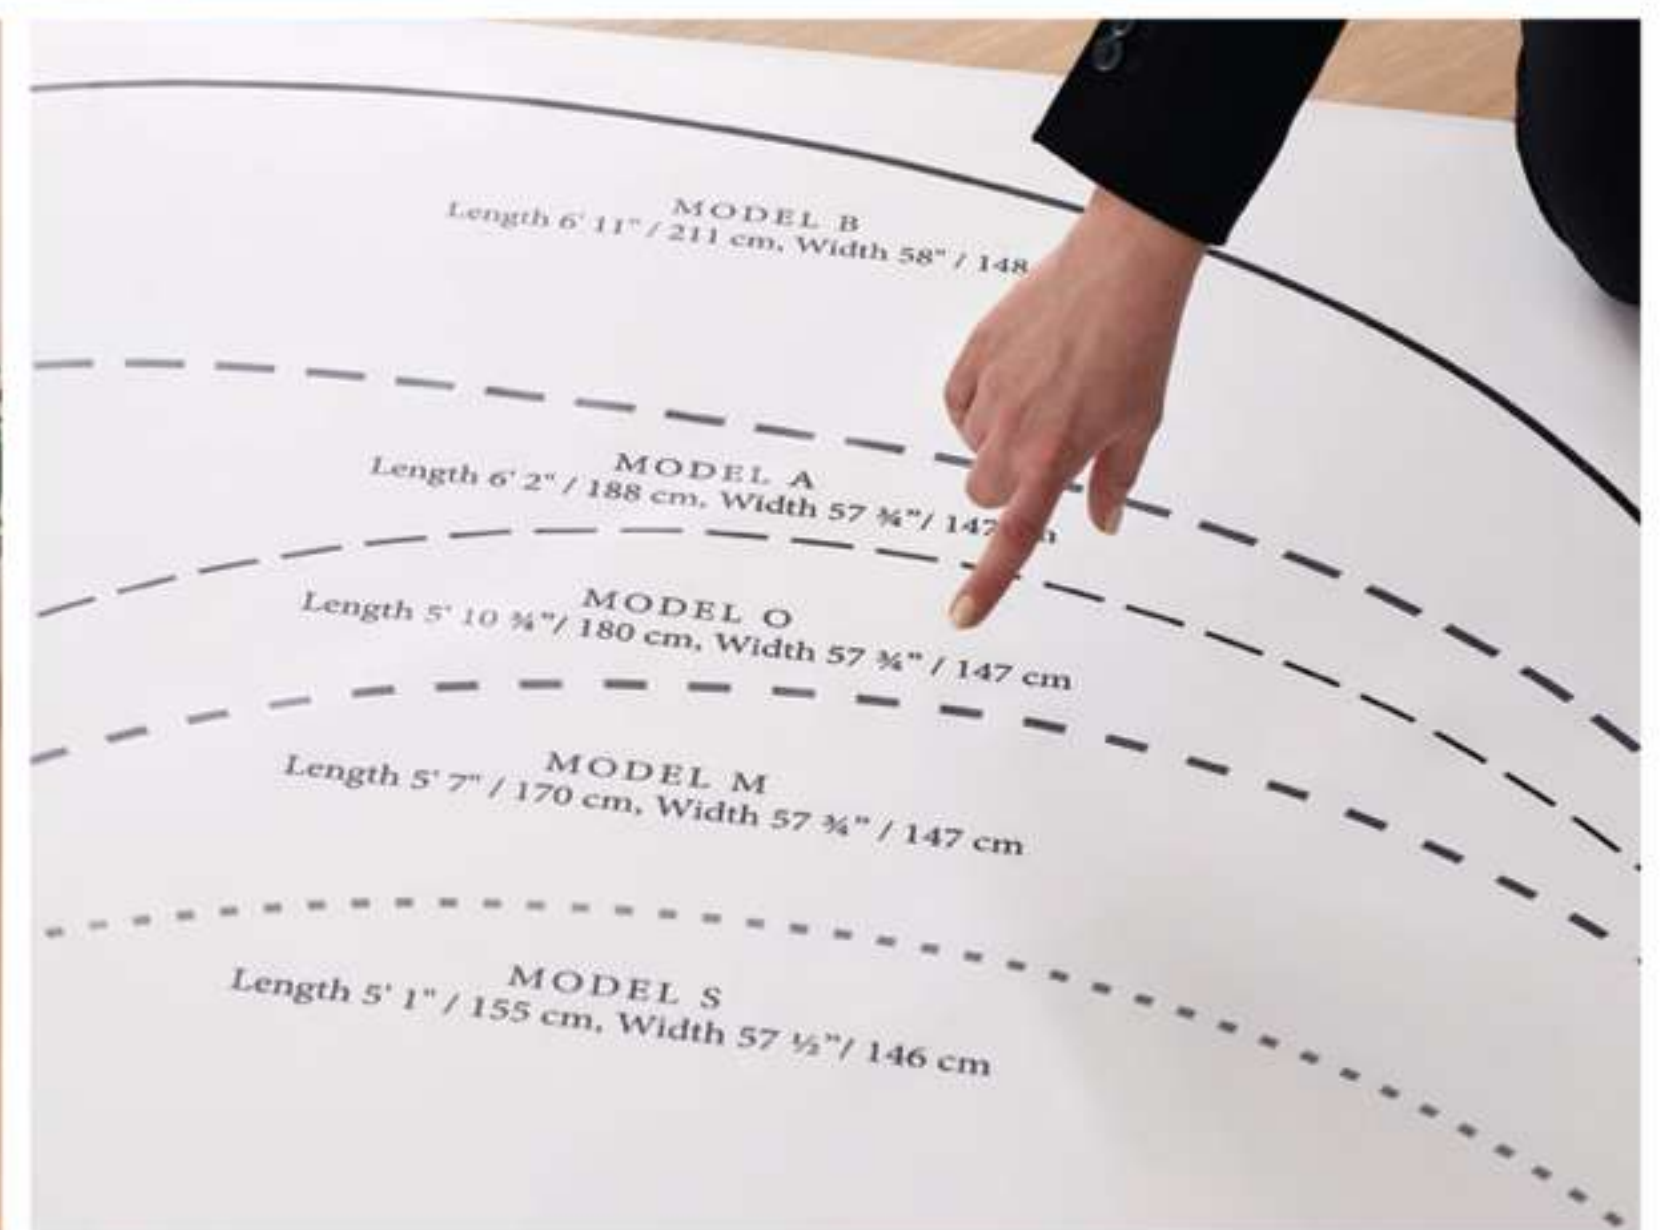 MODEL B
Length 6' 11" / 211 cm, Width 58" / 148
MODEL A
Length 6' 2" / 188 cm, Width 57 ¾”/ 147
MODEL O
Length 5' 10 ¾”/ 180 cm, Width 57 ¾” / 147 cm
MODEL M
Length 5' 7" / 170 cm, Width 57 ¾” / 147 cm
MODEL S
Length 5' 1" / 155 cm, Width 57 ½”/ 146 cm